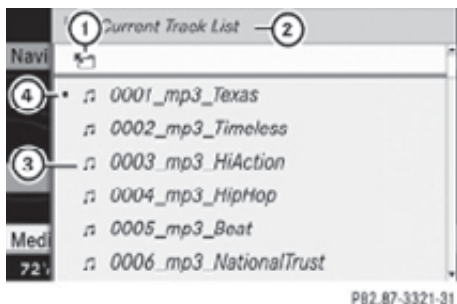 1 Current Track List 2
Navi
4 0001_mp3_Texas
0002_mp3_Timeless
3 0003_mp3_HiAction
0004_mp3_HipHop
Medi 0005_mp3_Beat
72 0006_mp3_NationalTrust
P82.87-3321-31